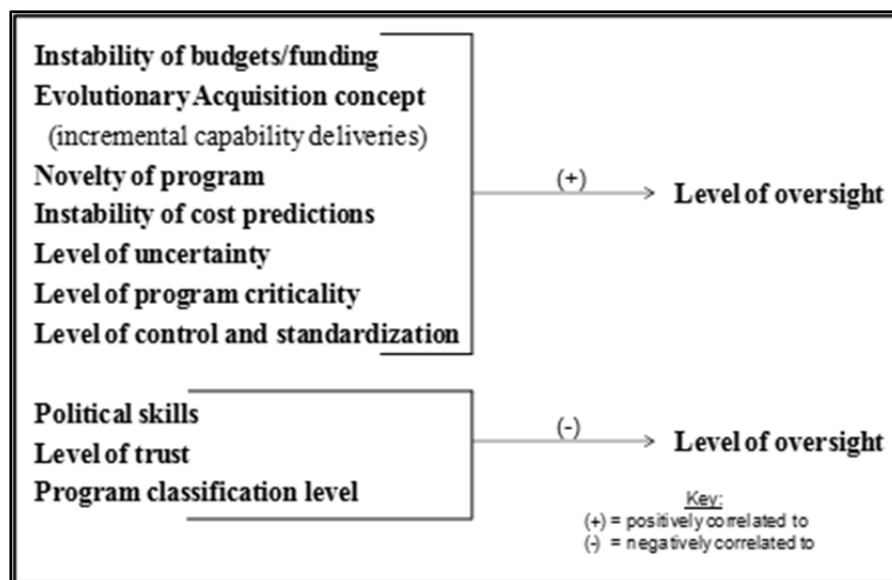 Instability of budgets/funding
Evolutionary Acquisition concept
(incremental capability deliveries)
Novelty of program
Instability of cost predictions
Level of uncertainty
Level of program criticality
Level of control and standardization
(+)
Level of oversight
Political skills
Level of trust
Program classification level
(-)
Level of oversight
Key:
(+) = positively correlated to
(-) = negatively correlated to